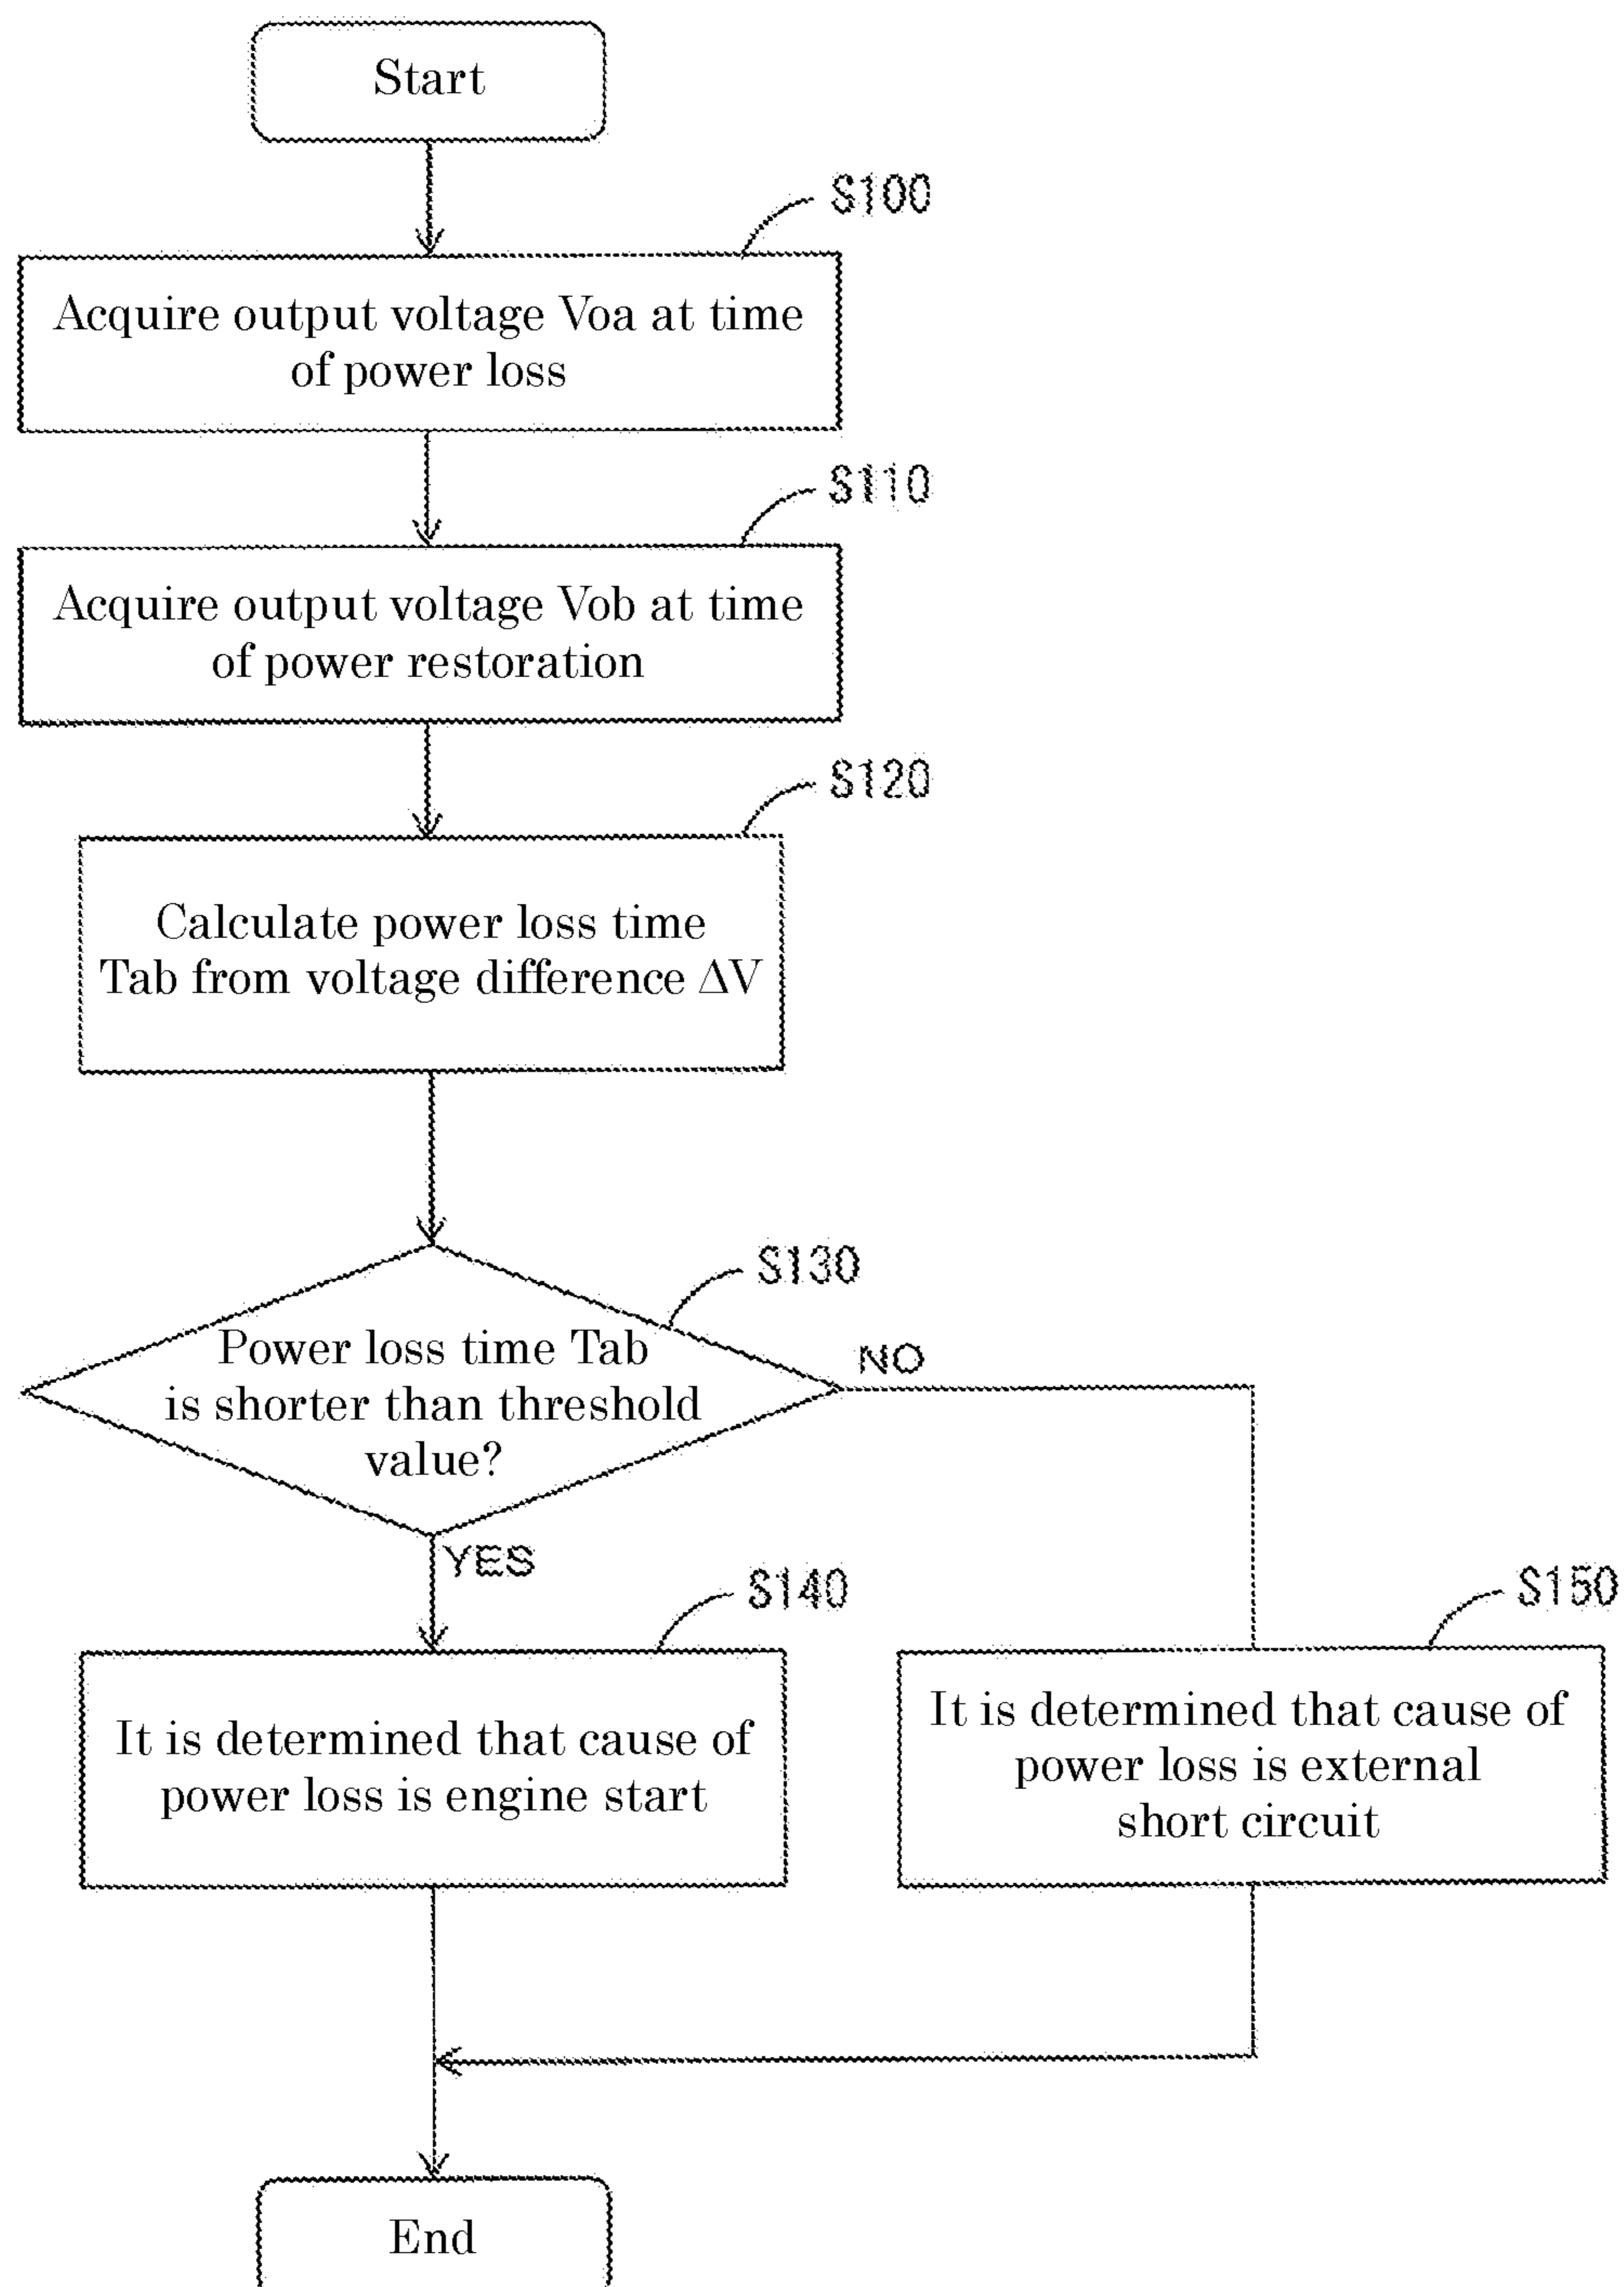 Start
S100
Acquire output voltage Voa at time
of power loss
S110
Acquire output voltage Vob at time
of power restoration
S120
Calculate power loss time
Tab from voltage difference ΔV
S130
Power loss time Tab
is shorter than threshold
value?
NO
YES
S140
It is determined that cause of
power loss is engine start
S150
It is determined that cause of
power loss is external
short circuit
End